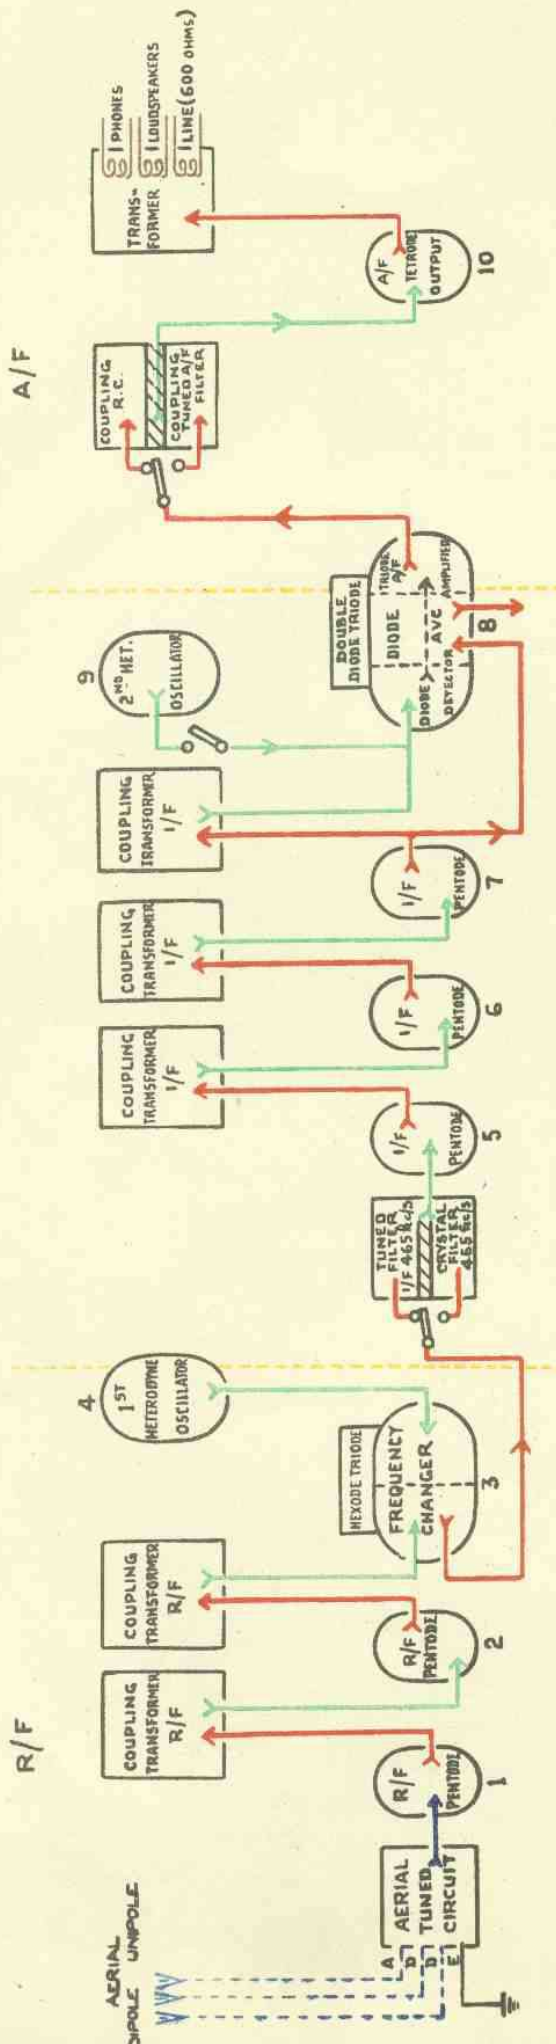 R/F
A/F
AERIAL
DIPOLE UNIPOLE
A
D
D
E
AERIAL
TUNED
CIRCUIT
R/F
PENTODE
1
COUPLING
TRANSFORMER
R/F
R/F
PENTODE
2
COUPLING
TRANSFORMER
R/F
HEXODE TRIODE
FREQUENCY
CHANGER
3
4
1ST
HETERODYNE
OSCILLATOR
TUNED
FILTER
I/F 465 Kc/s
CRYSTAL
FILTER
465 Kc/s
I/F
PENTODE
5
COUPLING
TRANSFORMER
I/F
I/F
PENTODE
6
COUPLING
TRANSFORMER
I/F
I/F
PENTODE
7
COUPLING
TRANSFORMER
I/F
9
2ND HET.
OSCILLATOR
DOUBLE
DIODE TRIODE
DIODE
DETECTOR
DIODE
AVC
TRIODE
A/F
AMPLIFIER
8
COUPLING
R.C.
COUPLING
TUNED A/F
FILTER
A/F
TETRODE
OUTPUT
10
TRANS-
FORMER
PHONES
LOUDSPEAKERS
LINE (600 OHMS)